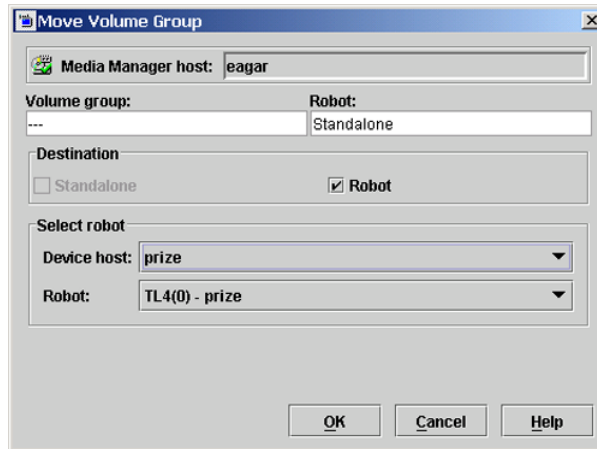 Move Volume Group
Media Manager host: eagar
Volume group: Robot:
--- Standalone
Destination
Standalone Robot
Select robot
Device host: prize
Robot: TL4(0) - prize
OK Cancel Help